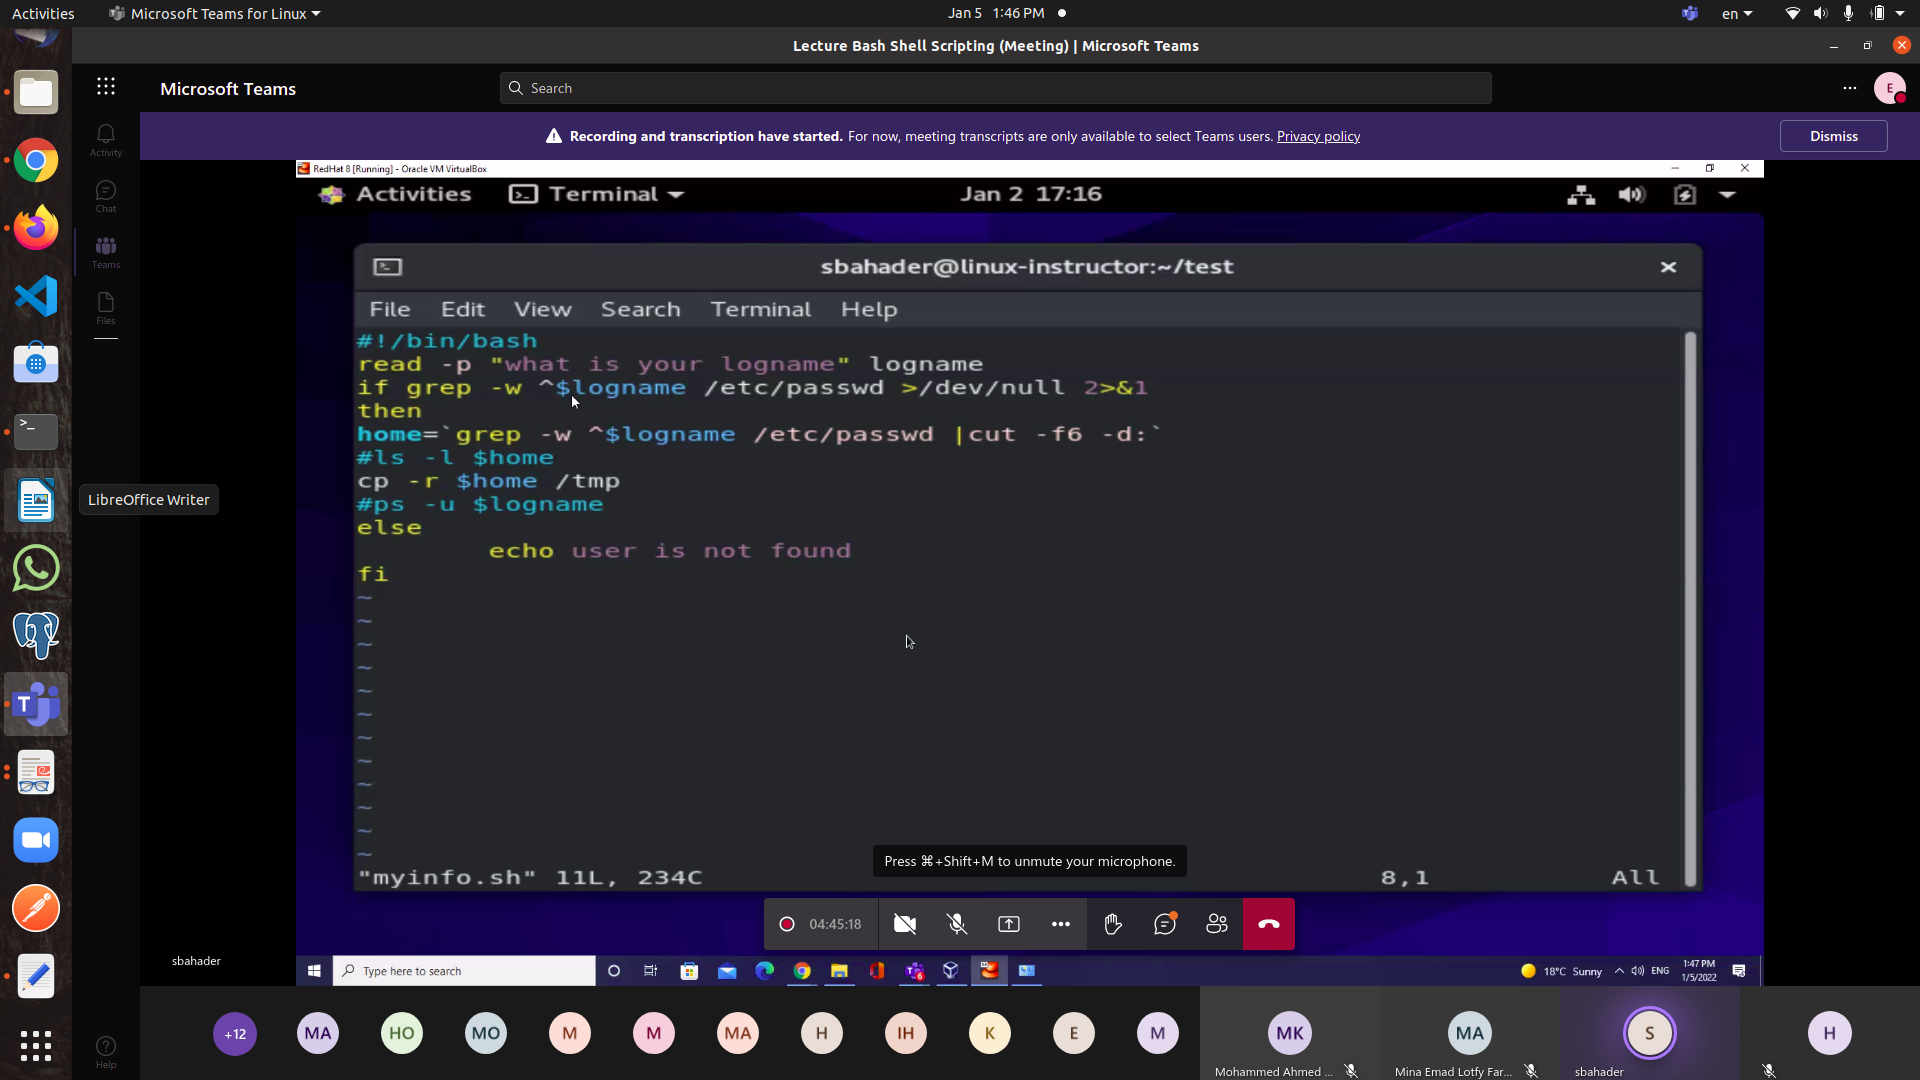 Activities Microsoft Teams for Linux Jan 5 1:46 PM en
Lecture Bash Shell Scripting (Meeting) | Microsoft Teams
Microsoft Teams Search ... E
Recording and transcription have started. For now, meeting transcripts are only available to select Teams users. Privacy policy Dismiss
Activity
Chat
Teams
Files
Help
LibreOffice Writer
RedHat 8 [Running] - Oracle VM VirtualBox
Activities Terminal Jan 2 17:16
sbahader@linux-instructor:~/test
File Edit View Search Terminal Help
#!/bin/bash
read -p "what is your logname" logname
if grep -w ^$logname /etc/passwd >/dev/null 2>&1
then
home=`grep -w ^$logname /etc/passwd |cut -f6 -d:`
#ls -l $home
cp -r $home /tmp
#ps -u $logname
else
echo user is not found
fi
~
~
~
~
~
~
~
~
~
~
~
~
Press ⌘+Shift+M to unmute your microphone.
"myinfo.sh" 11L, 234C 8,1 All
04:45:18
sbahader
Type here to search 18°C Sunny ENG 1:47 PM
1/5/2022
+12 MA HO MO M M MA H IH K E M MK MA S H
Mohammed Ahmed ... Mina Emad Lotfy Far... sbahader